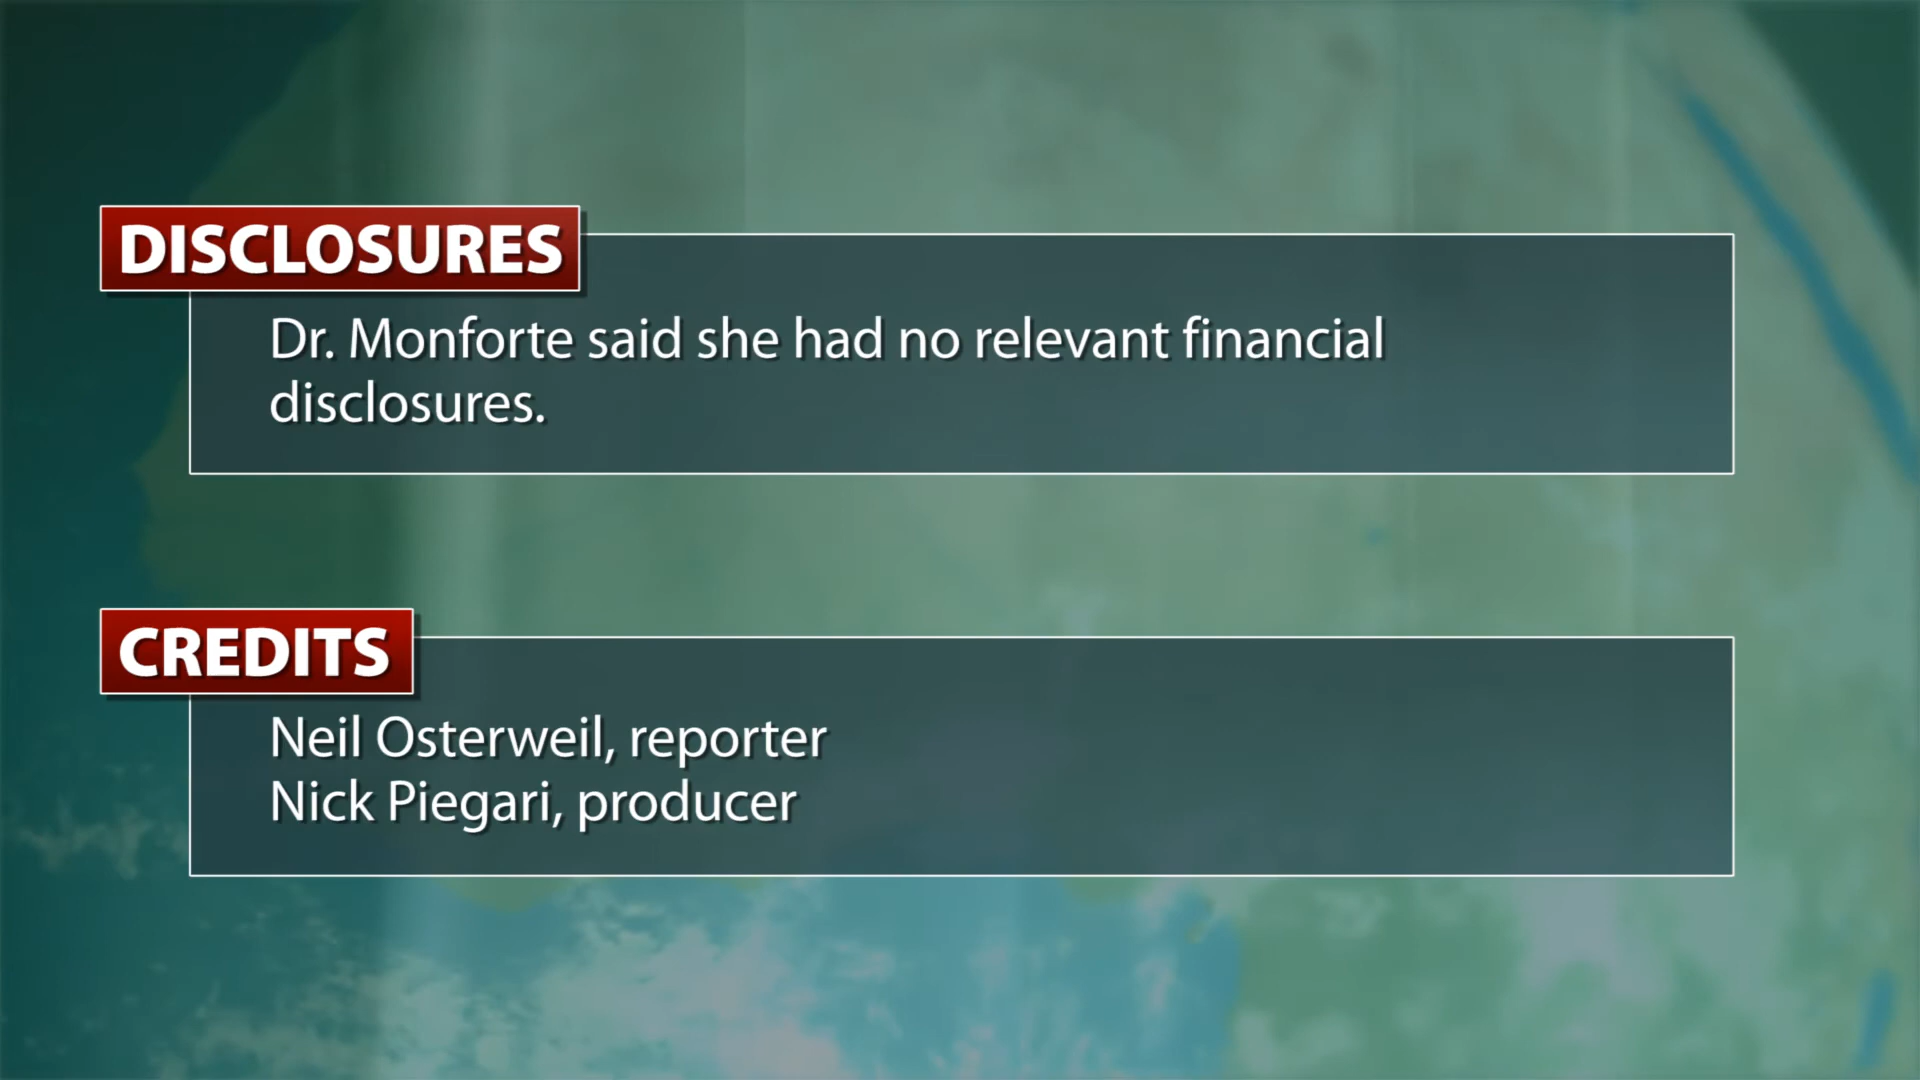 DISCLOSURES
Dr. Monforte said she had no relevant financial
disclosures.
CREDITS
Neil Osterweil, reporter
Nick Piegari, producer